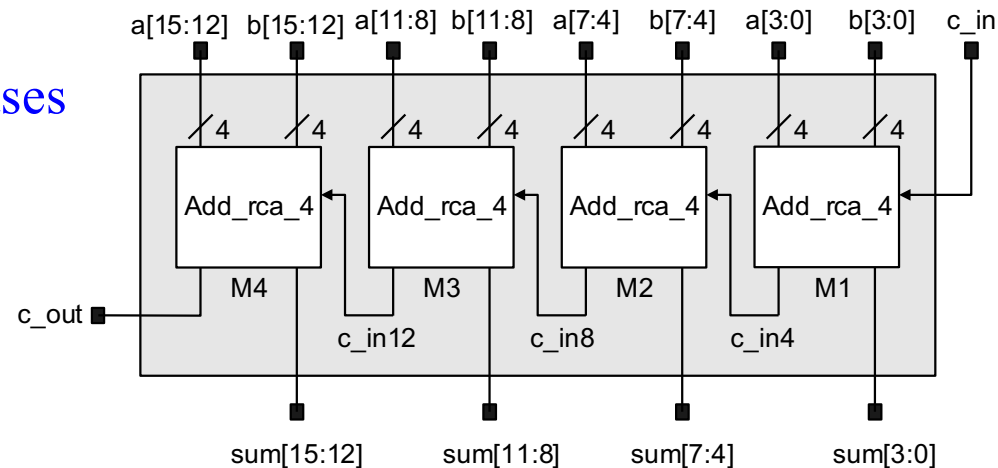 a[15:12] b[15:12] a[11:8] b[11:8] a[7:4] b[7:4] a[3:0] b[3:0] c_in
4 4 4 4 4 4 4 4
Add_rca_4 Add_rca_4 Add_rca_4 Add_rca_4
M4 M3 M2 M1
c_out
c_in12 c_in8 c_in4
sum[15:12] sum[11:8] sum[7:4] sum[3:0]